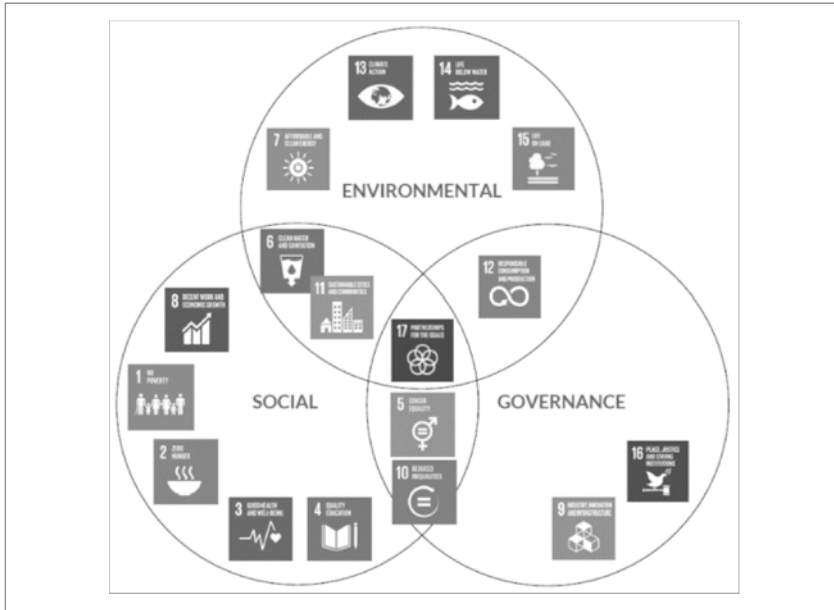 13 CLIMATE
ACTION
14 LIFE
BELOW WATER
7 AFFORDABLE AND
CLEAN ENERGY
15 LIFE
ON LAND
ENVIRONMENTAL
6 CLEAN WATER
AND SANITATION
12 RESPONSIBLE
CONSUMPTION
AND PRODUCTION
11 SUSTAINABLE CITIES
AND COMMUNITIES
8 DECENT WORK AND
ECONOMIC GROWTH
17 PARTNERSHIPS
FOR THE GOALS
1 NO
POVERTY
SOCIAL
5 GENDER
EQUALITY
GOVERNANCE
2 ZERO
HUNGER
16 PEACE, JUSTICE
AND STRONG
INSTITUTIONS
10 REDUCED
INEQUALITIES
3 GOOD HEALTH
AND WELL-BEING
4 QUALITY
EDUCATION
9 INDUSTRY, INNOVATION
AND INFRASTRUCTURE